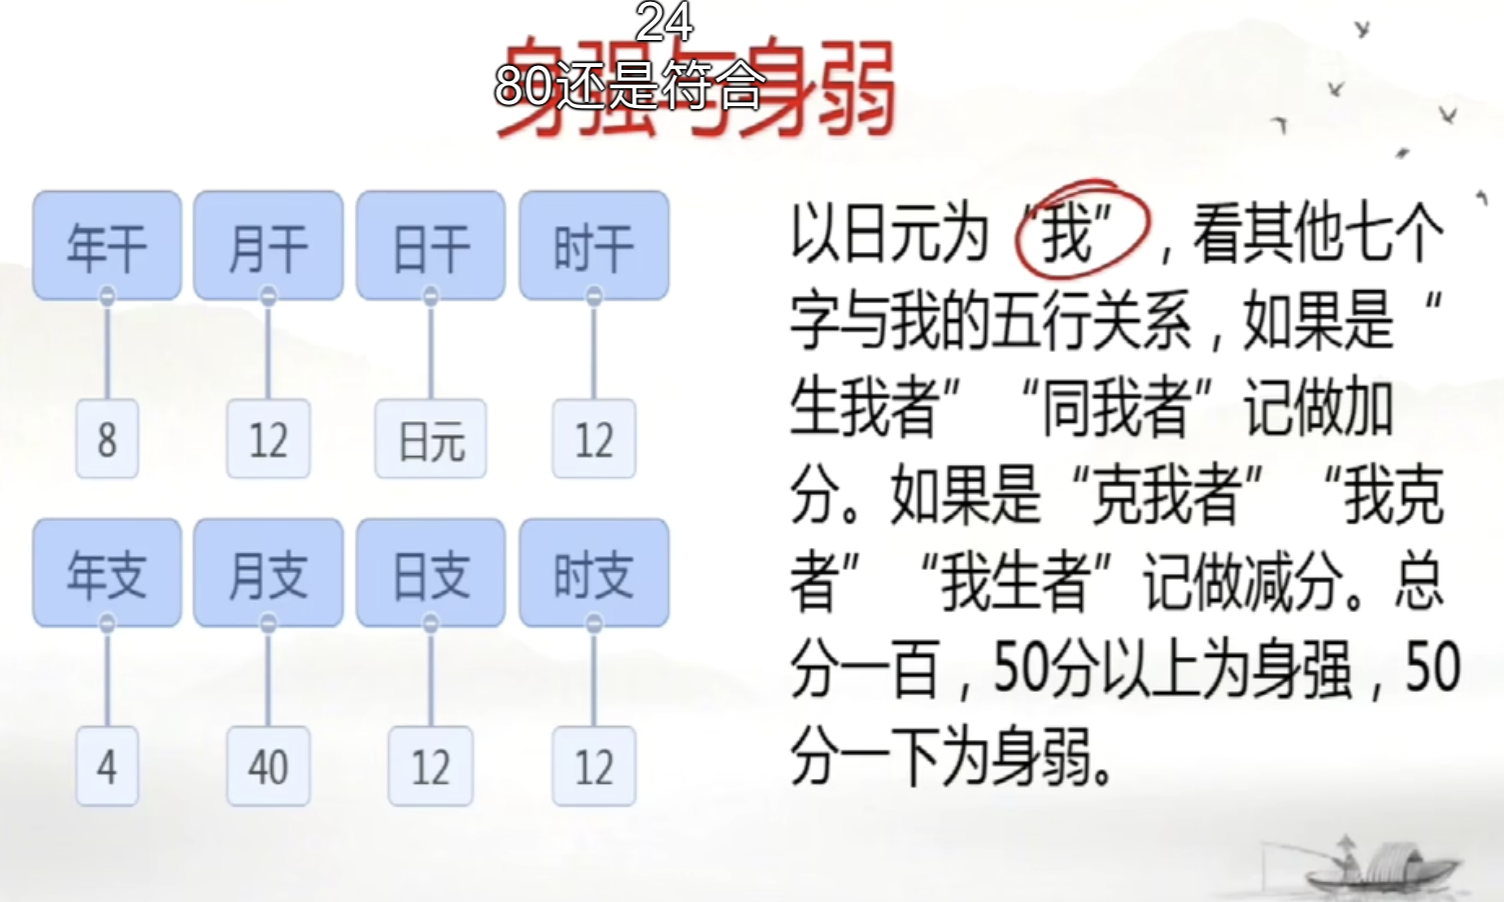 24
80还是符合
身强与身弱
年干 月干 日干 时干
8 12 日元 12
年支 月支 日支 时支
4 40 12 12
以日元为“我”，看其他七个
字与我的五行关系，如果是“
生我者”“同我者”记做加
分。如果是“克我者”“我克
者”“我生者”记做减分。总
分一百，50分以上为身强，50
分一下为身弱。